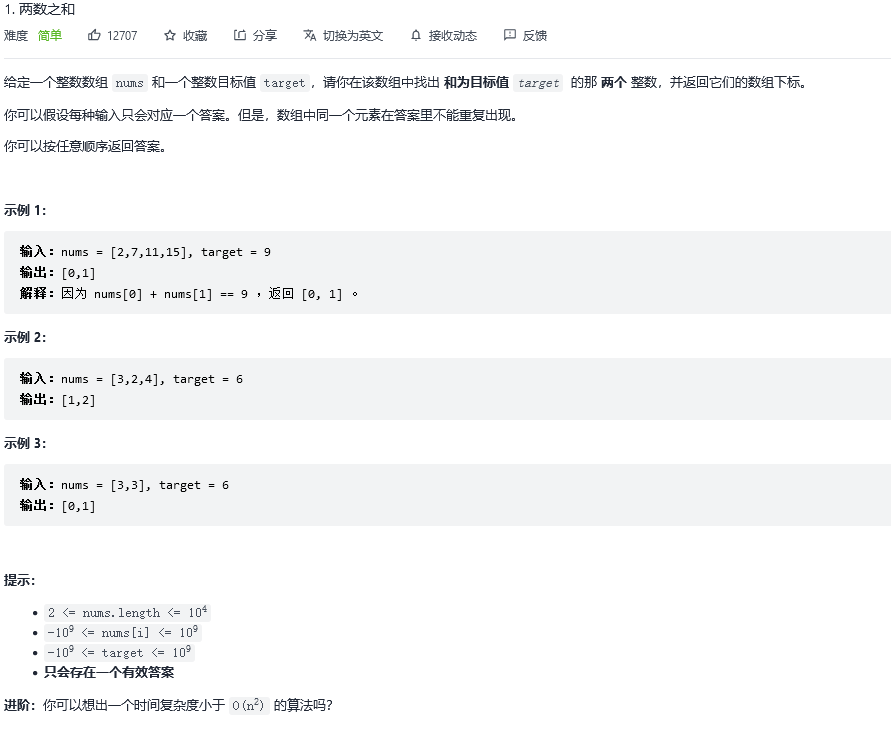 1. 两数之和
难度 简单 12707 收藏 分享 切换为英文 接收动态 反馈
给定一个整数数组 nums 和一个整数目标值 target，请你在该数组中找出 和为目标值 target 的那 两个 整数，并返回它们的数组下标。
你可以假设每种输入只会对应一个答案。但是，数组中同一个元素在答案里不能重复出现。
你可以按任意顺序返回答案。
示例 1：
输入：nums = [2,7,11,15], target = 9
输出：[0,1]
解释：因为 nums[0] + nums[1] == 9 ，返回 [0, 1] 。
示例 2：
输入：nums = [3,2,4], target = 6
输出：[1,2]
示例 3：
输入：nums = [3,3], target = 6
输出：[0,1]
提示：
• 2 <= nums.length <= 10⁴
• -10⁹ <= nums[i] <= 10⁹
• -10⁹ <= target <= 10⁹
• 只会存在一个有效答案
进阶：你可以想出一个时间复杂度小于 O(n²) 的算法吗？